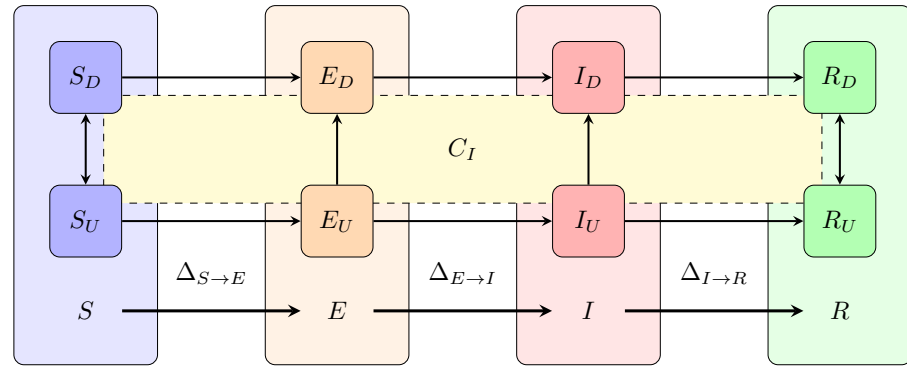 S_D E_D I_D R_D
C_I
S_U E_U I_U R_U
Δ_{S→E} Δ_{E→I} Δ_{I→R}
S E I R